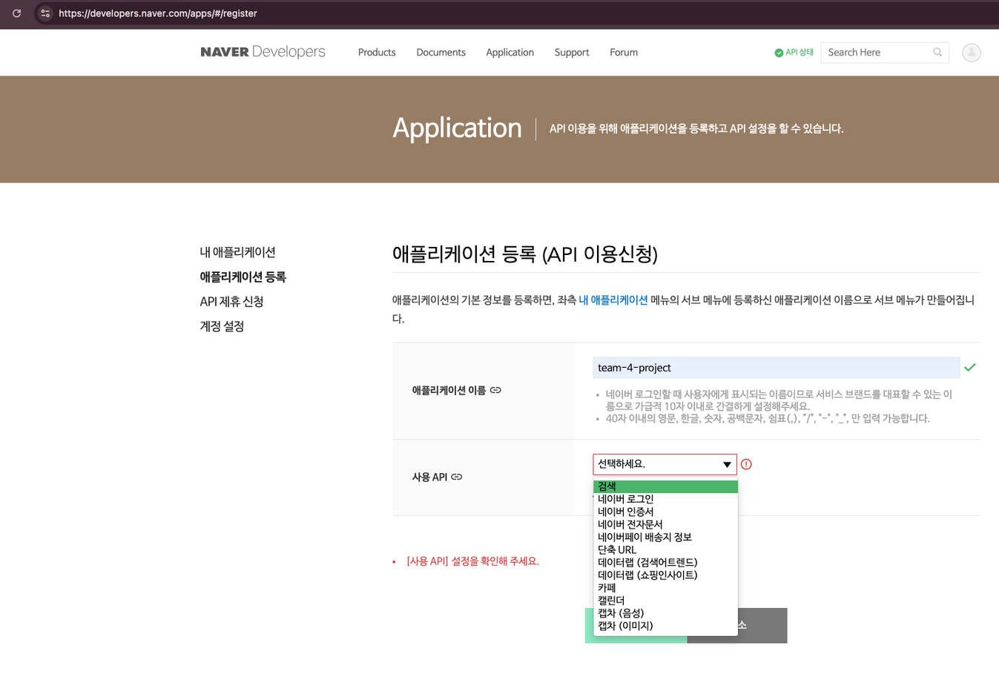 https://developers.naver.com/apps/#/register
NAVER Developers
Products
Documents
Application
Support
Forum
API 상태
Search Here
Application
API 이용을 위해 애플리케이션을 등록하고 API 설정을 할 수 있습니다.
내 애플리케이션
애플리케이션 등록
API 제휴 신청
계정 설정
애플리케이션 등록 (API 이용신청)
애플리케이션의 기본 정보를 등록하면, 좌측 내 애플리케이션 메뉴의 서브 메뉴에 등록하신 애플리케이션 이름으로 서브 메뉴가 만들어집니
다.
애플리케이션 이름
team-4-project
• 네이버 로그인할 때 사용자에게 표시되는 이름이므로 서비스 브랜드를 대표할 수 있는 이
름으로 가급적 10자 이내로 간결하게 설정해주세요.
• 40자 이내의 영문, 한글, 숫자, 공백문자, 쉼표(,), "/", "-", "_", 만 입력 가능합니다.
사용 API
선택하세요.
검색
네이버 로그인
네이버 인증서
네이버 전자문서
네이버페이 배송지 정보
단축 URL
데이터랩 (검색어트렌드)
데이터랩 (쇼핑인사이트)
카페
캘린더
캡차 (음성)
캡차 (이미지)
• [사용 API] 설정을 확인해 주세요.
소